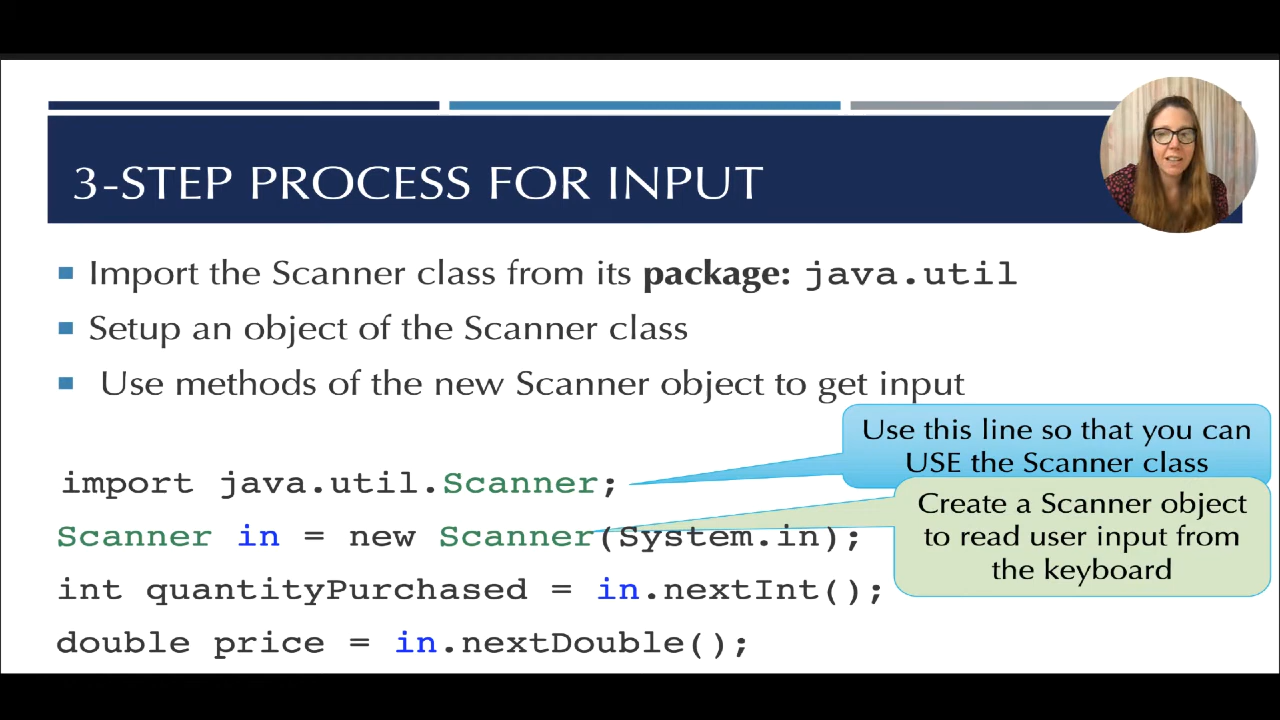 3-STEP PROCESS FOR INPUT
Import the Scanner class from its package: java.util
Setup an object of the Scanner class
Use methods of the new Scanner object to get input
Use this line so that you can
USE the Scanner class
import java.util.Scanner;
Create a Scanner object
to read user input from
the keyboard
Scanner in = new Scanner(System.in);
int quantityPurchased = in.nextInt();
double price = in.nextDouble();